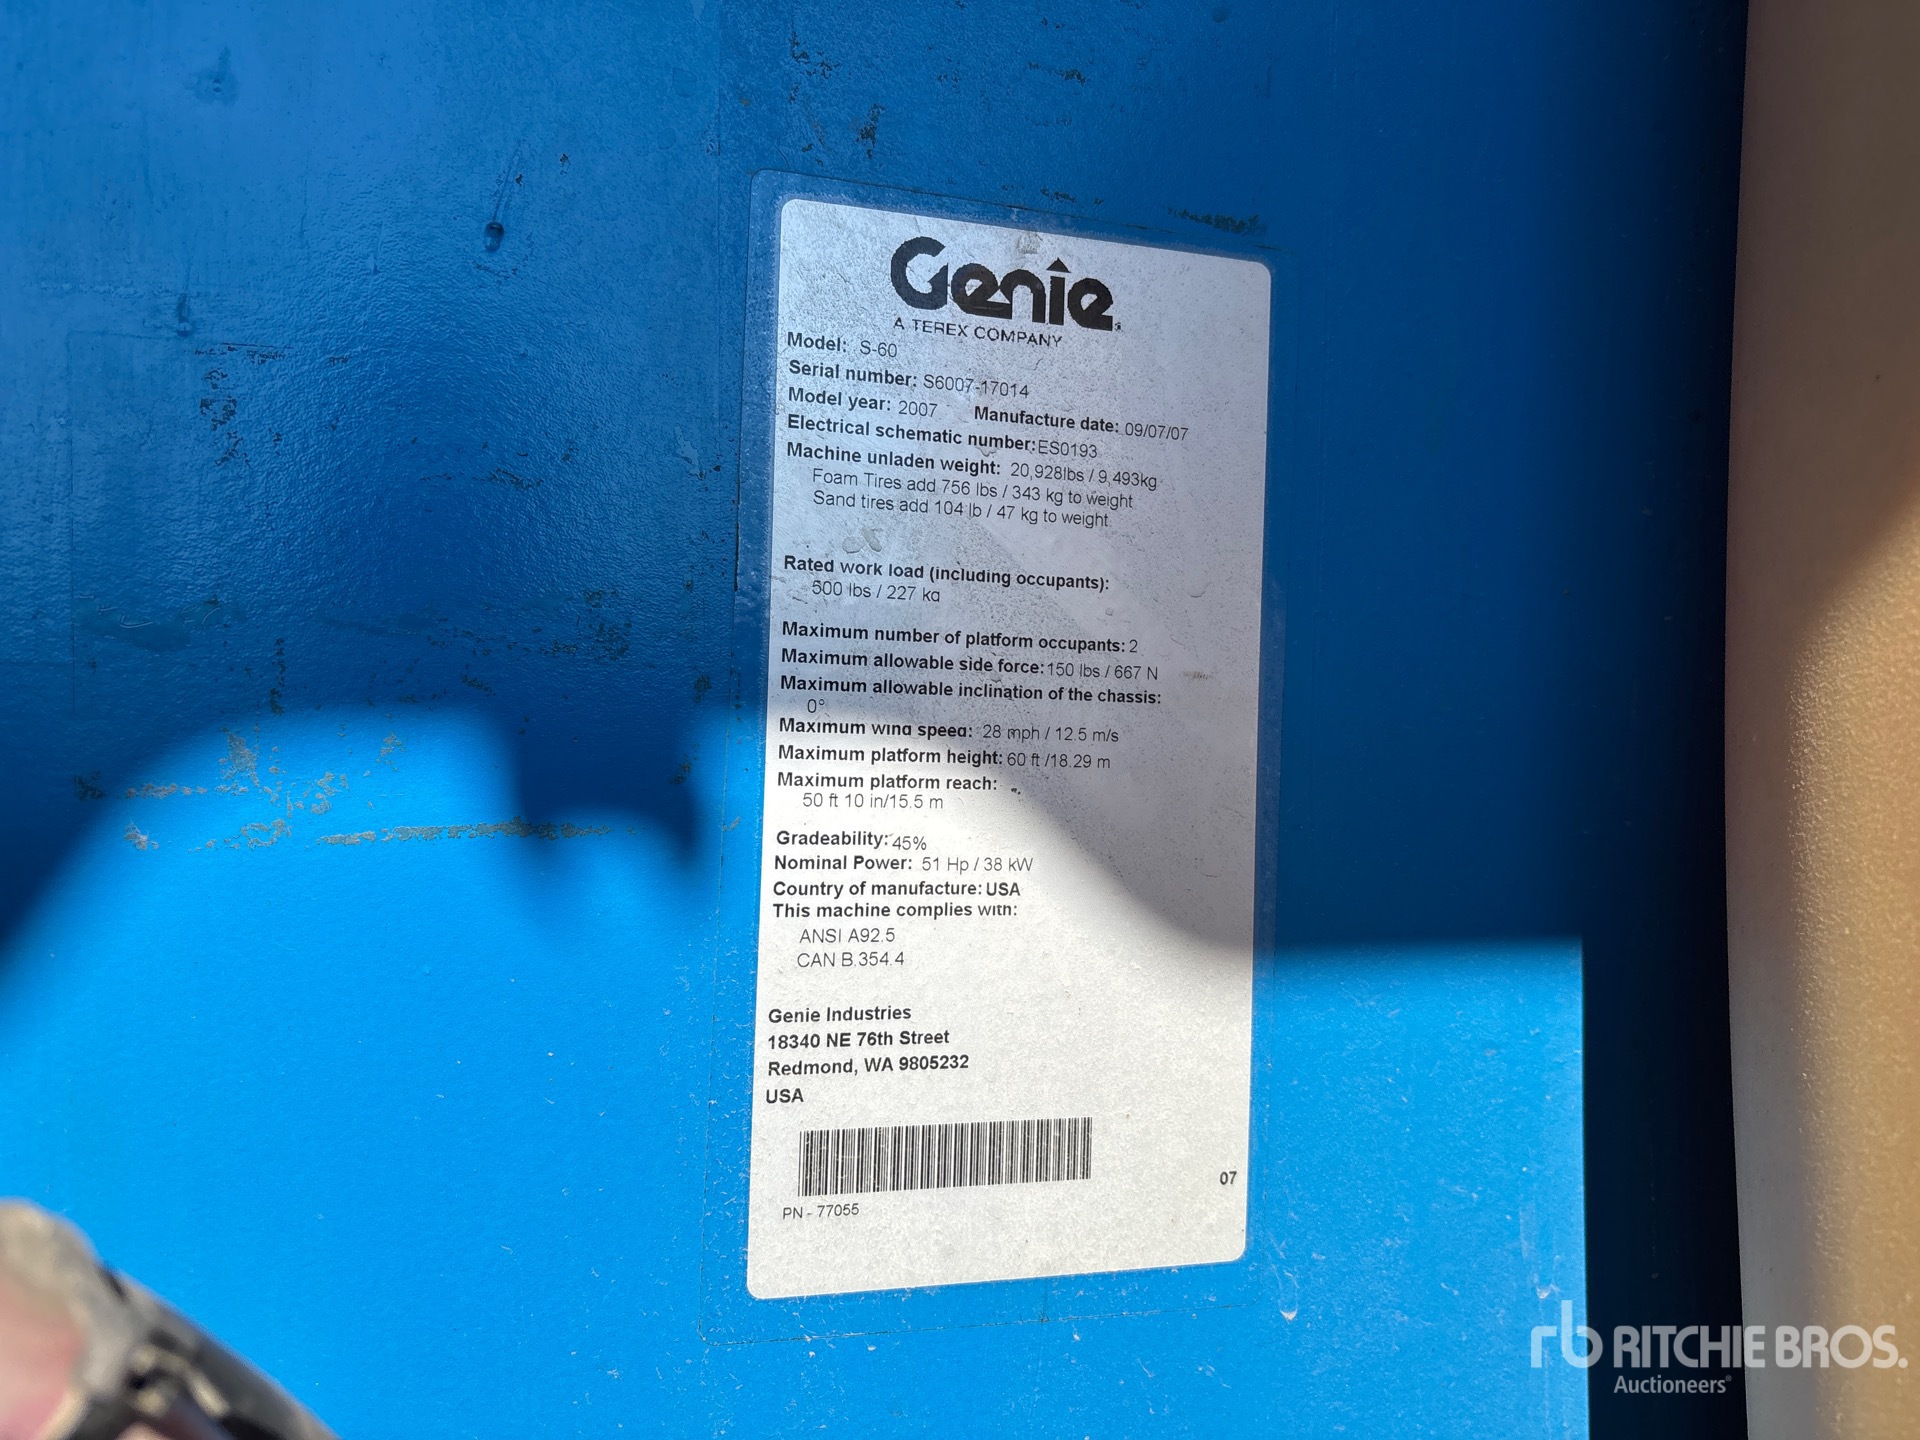 Genie
A TEREX COMPANY
Model: S-60
Serial number: S6007-17014
Model year: 2007 Manufacture date: 09/07/07
Electrical schematic number: ES0193
Machine unladen weight: 20,928lbs / 9,493kg
Foam Tires add 756 lbs / 343 kg to weight
Sand tires add 104 lb / 47 kg to weight
Rated work load (including occupants):
500 lbs / 227 kg
Maximum number of platform occupants: 2
Maximum allowable side force: 150 lbs / 667 N
Maximum allowable inclination of the chassis:
0°
Maximum wind speed: 28 mph / 12.5 m/s
Maximum platform height: 60 ft /18.29 m
Maximum platform reach:
50 ft 10 in/15.5 m
Gradeability: 45%
Nominal Power: 51 Hp / 38 kW
Country of manufacture: USA
This machine complies with:
ANSI A92.5
CAN B.354.4
Genie Industries
18340 NE 76th Street
Redmond, WA 9805232
USA
07
PN - 77055
rb RITCHIE BROS.
Auctioneers®